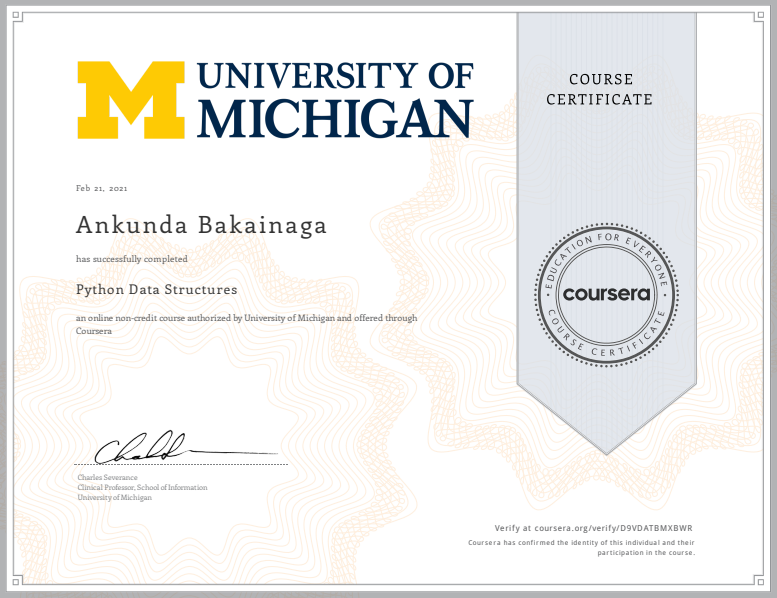 UNIVERSITY OF
MICHIGAN
COURSE
CERTIFICATE
Feb 21, 2021
Ankunda Bakainaga
has successfully completed
Python Data Structures
an online non-credit course authorized by University of Michigan and offered through
Coursera
EDUCATION FOR EVERYONE
coursera
COURSE CERTIFICATE
Charles Severance
Clinical Professor, School of Information
University of Michigan
Verify at coursera.org/verify/D9VDATBMXBWR
Coursera has confirmed the identity of this individual and their
participation in the course.